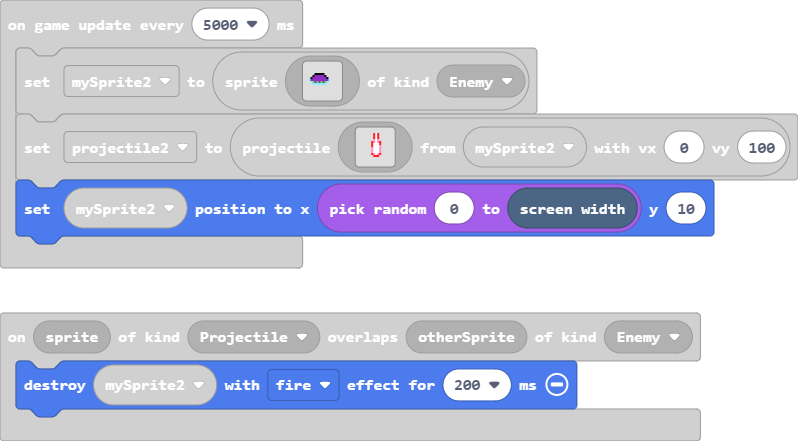 on game update every 5000 ms
set mySprite2 to sprite of kind Enemy
set projectile2 to projectile from mySprite2 with vx 0 vy 100
set mySprite2 position to x pick random 0 to screen width y 10
on sprite of kind Projectile overlaps otherSprite of kind Enemy
destroy mySprite2 with fire effect for 200 ms